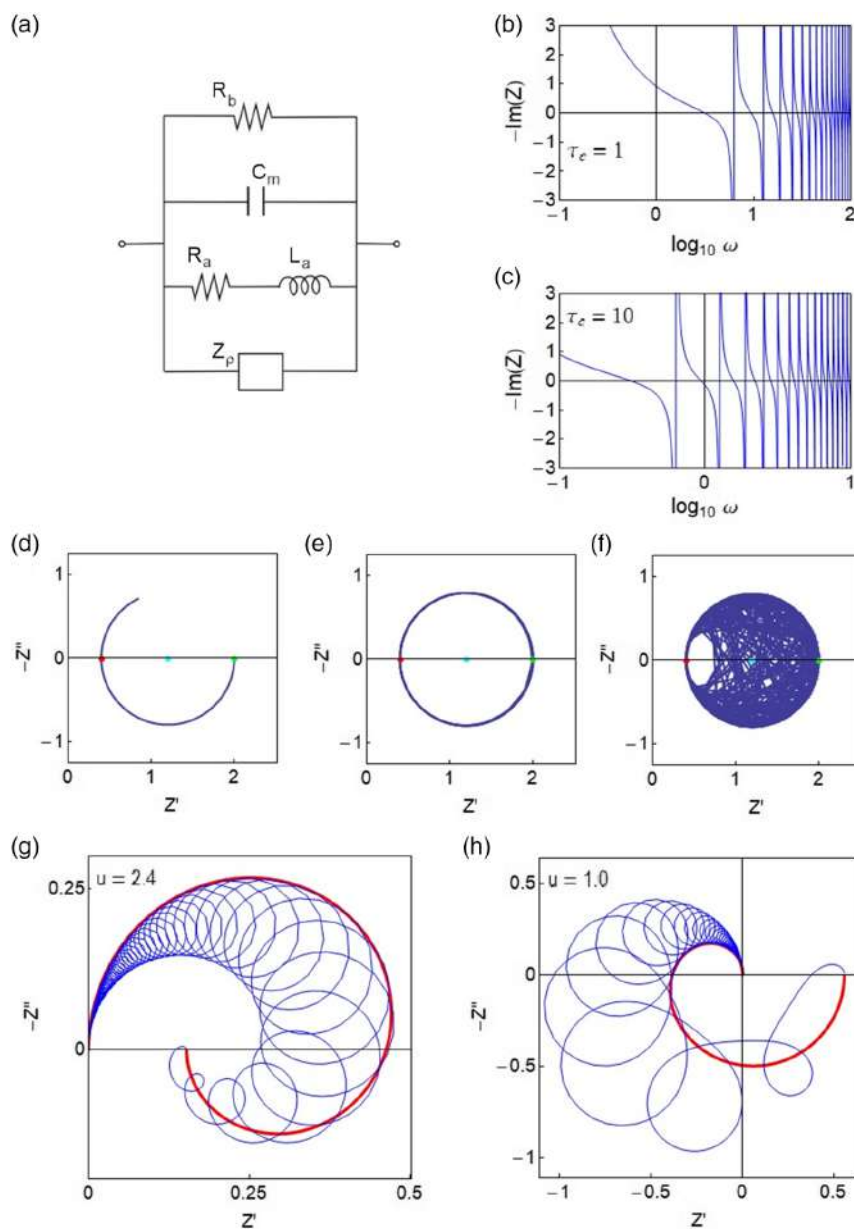 (a)
R_b
C_m
R_a L_a
Z_ρ
(b)
3
2
1
0
−1
−2
−3
−Im(Z)
τ_e = 1
−1 0 1 2
log₁₀ ω
(c)
3
2
1
0
−1
−2
−3
−Im(Z)
τ_e = 10
−1 0 1
log₁₀ ω
(d)
1
0
−1
−Z''
0 1 2
Z'
(e)
1
0
−1
−Z''
0 1 2
Z'
(f)
1
0
−1
−Z''
0 1 2
Z'
(g)
u = 2.4
0.25
0
−Z''
0 0.25 0.5
Z'
(h)
u = 1.0
0.5
0
−0.5
−1
−Z''
−1 −0.5 0 0.5
Z'